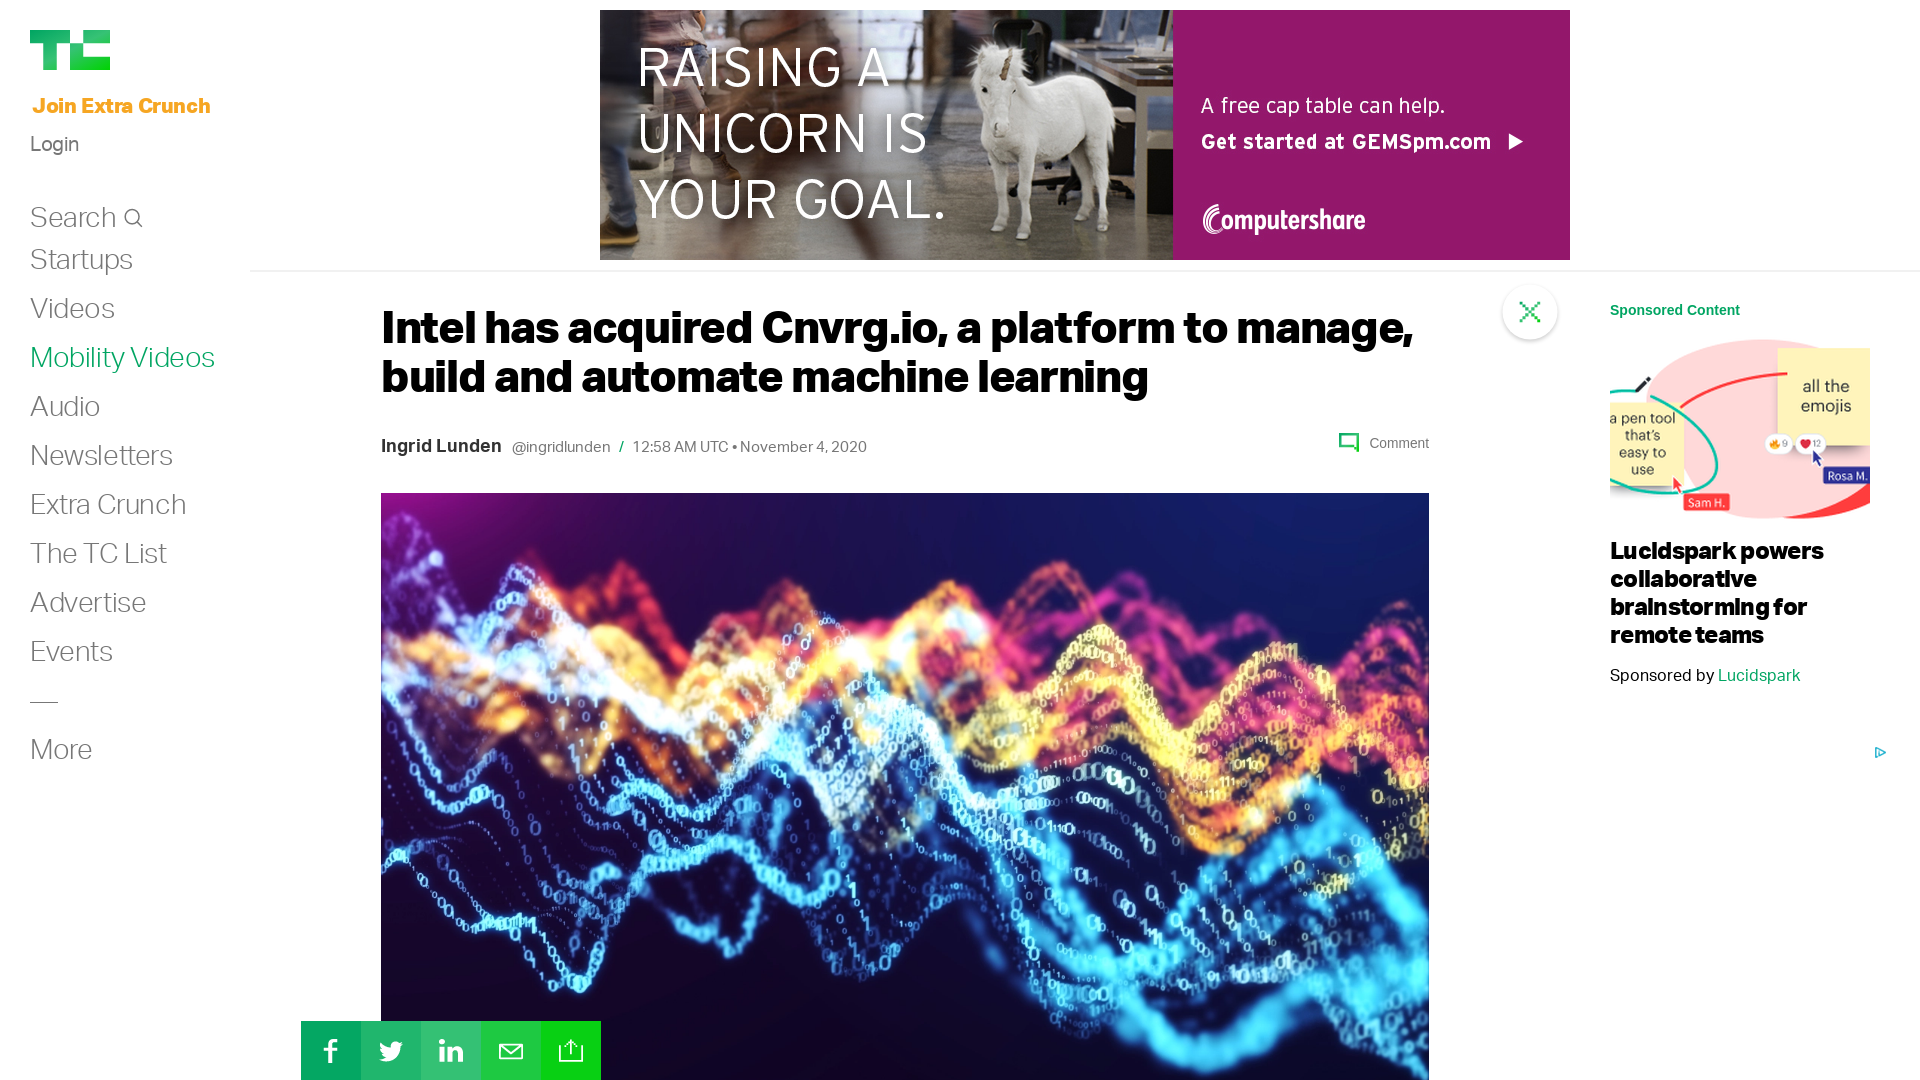 TC
Join Extra Crunch
Login
Search
Startups
Videos
Mobility Videos
Audio
Newsletters
Extra Crunch
The TC List
Advertise
Events
More
RAISING A
UNICORN IS
YOUR GOAL.
A free cap table can help.
Get started at GEMSpm.com
Computershare
Intel has acquired Cnvrg.io, a platform to manage,
build and automate machine learning
Ingrid Lunden @ingridlunden / 12:58 AM UTC • November 4, 2020
Comment
Sponsored Content
all the
emojis
a pen tool
that's
easy to
use
9
12
Rosa M.
Sam H.
Lucidspark powers
collaborative
brainstorming for
remote teams
Sponsored by Lucidspark